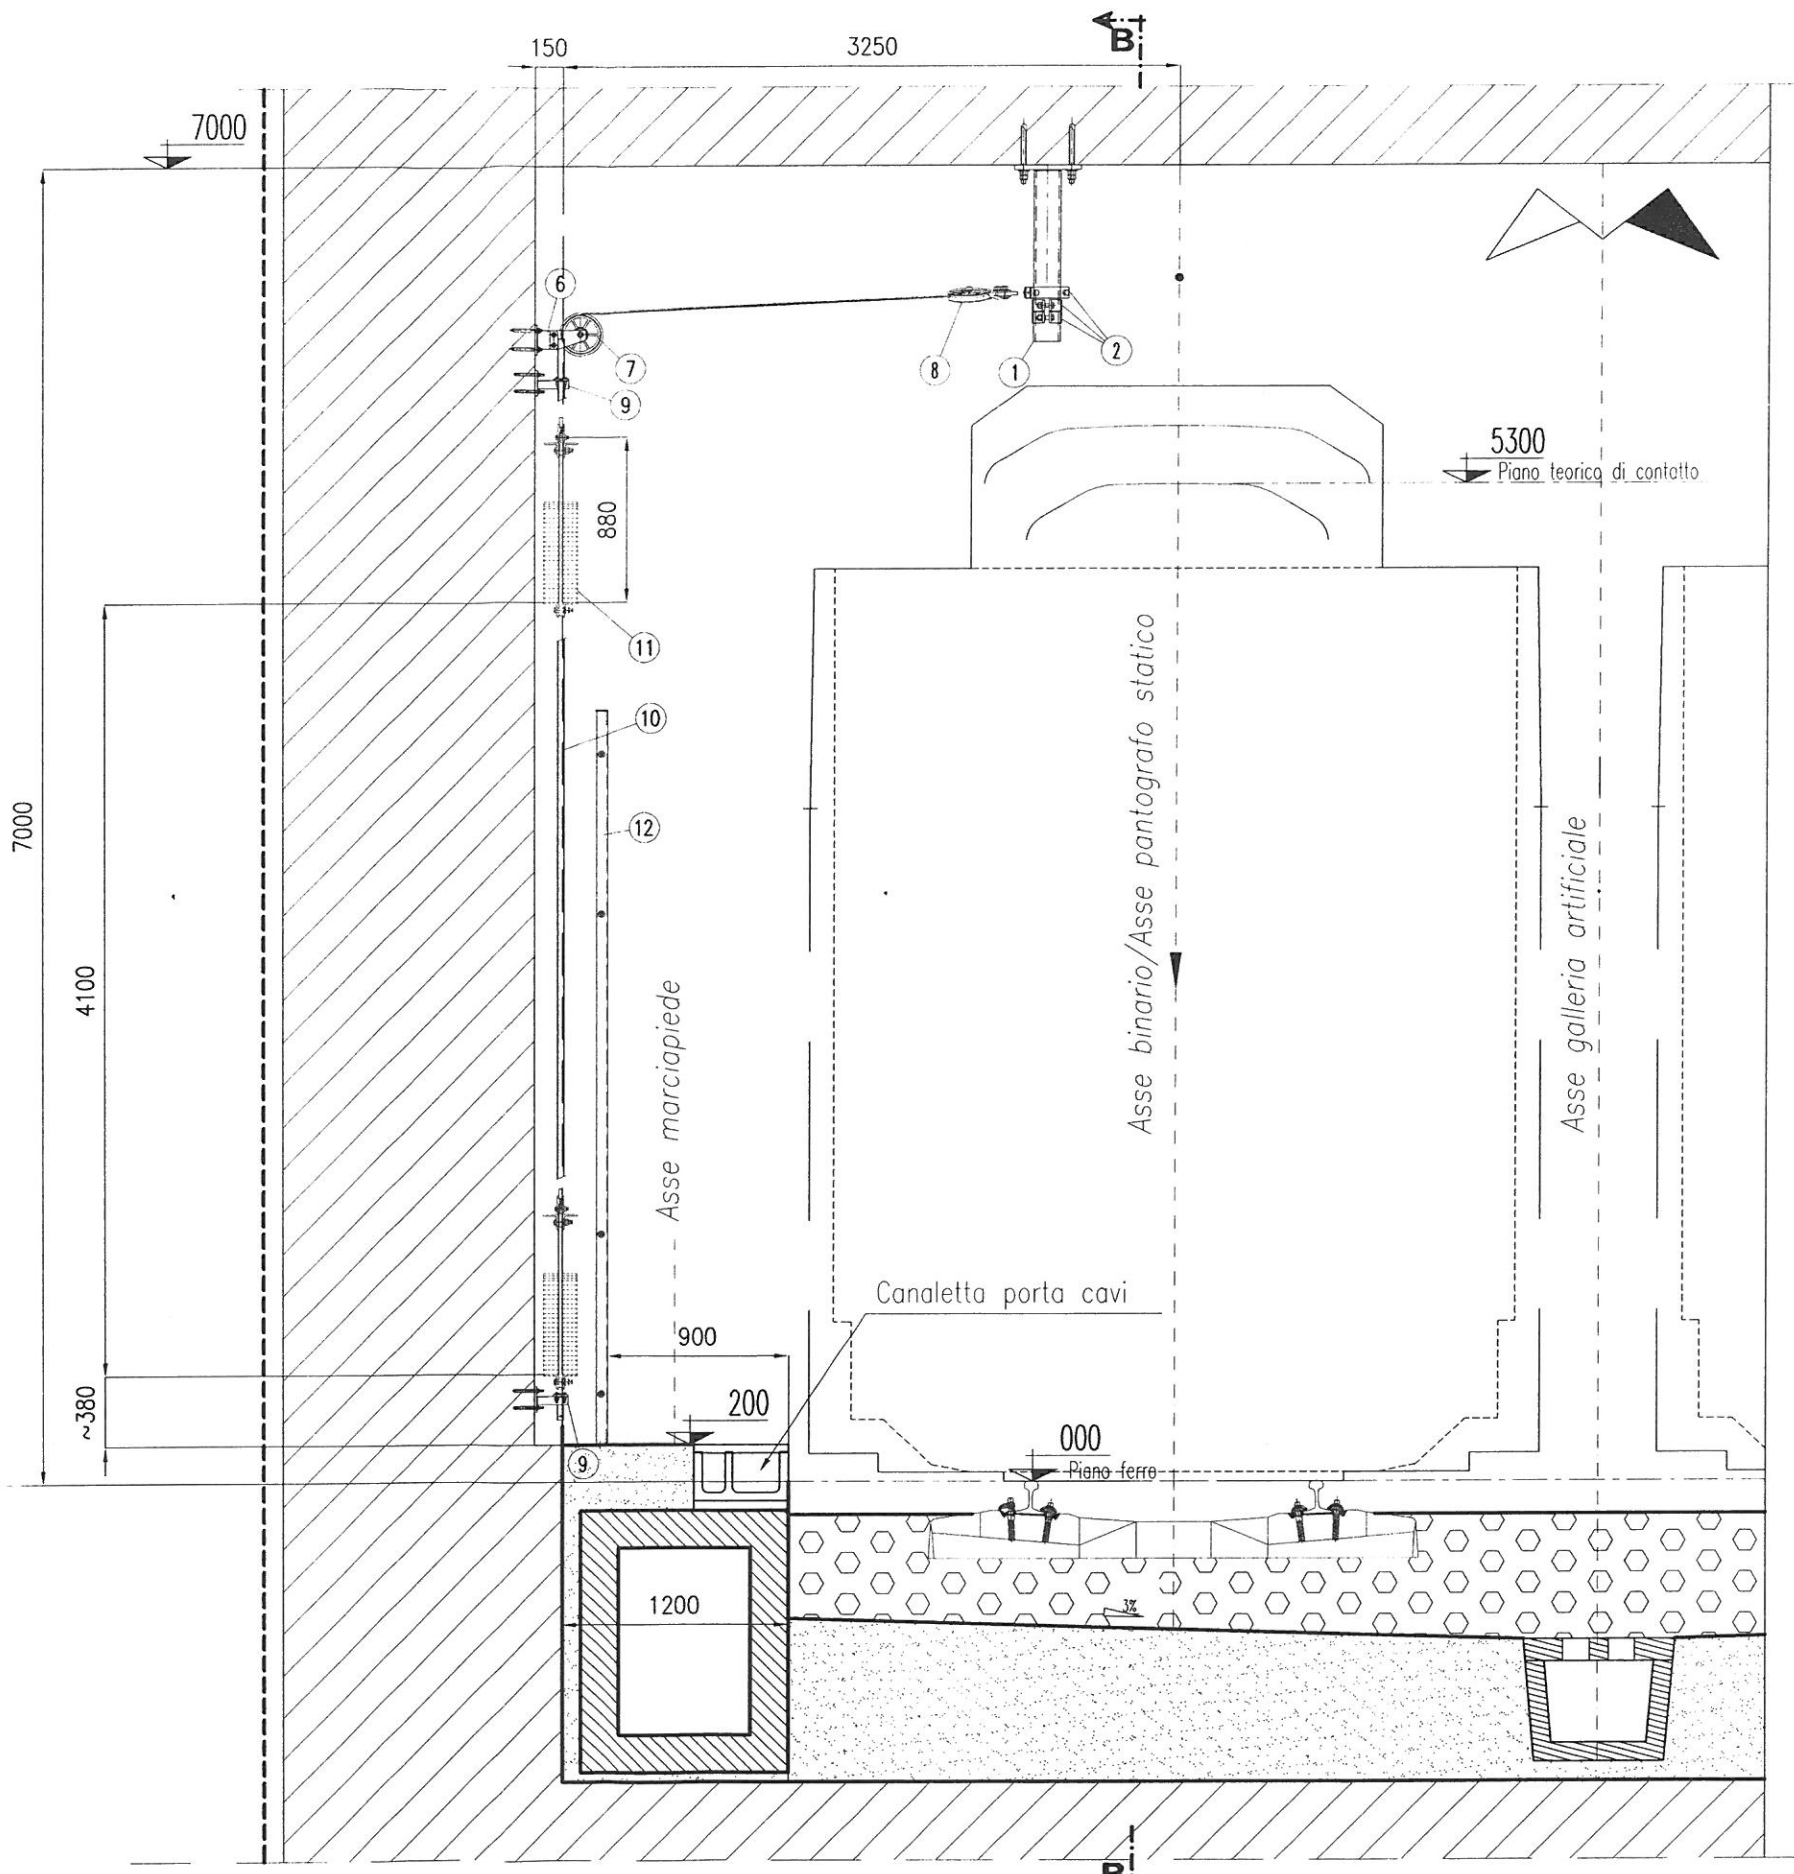 B
150
3250
7000
6
7
9
8
1
2
5300
Piano teorico di contatto
880
11
10
12
7000
4100
Asse marciapiede
Asse binario/Asse pantografo statico
Asse galleria artificiale
Canaletta porta cavi
900
~380
200
000
Piano ferro
9
1200
3%
B